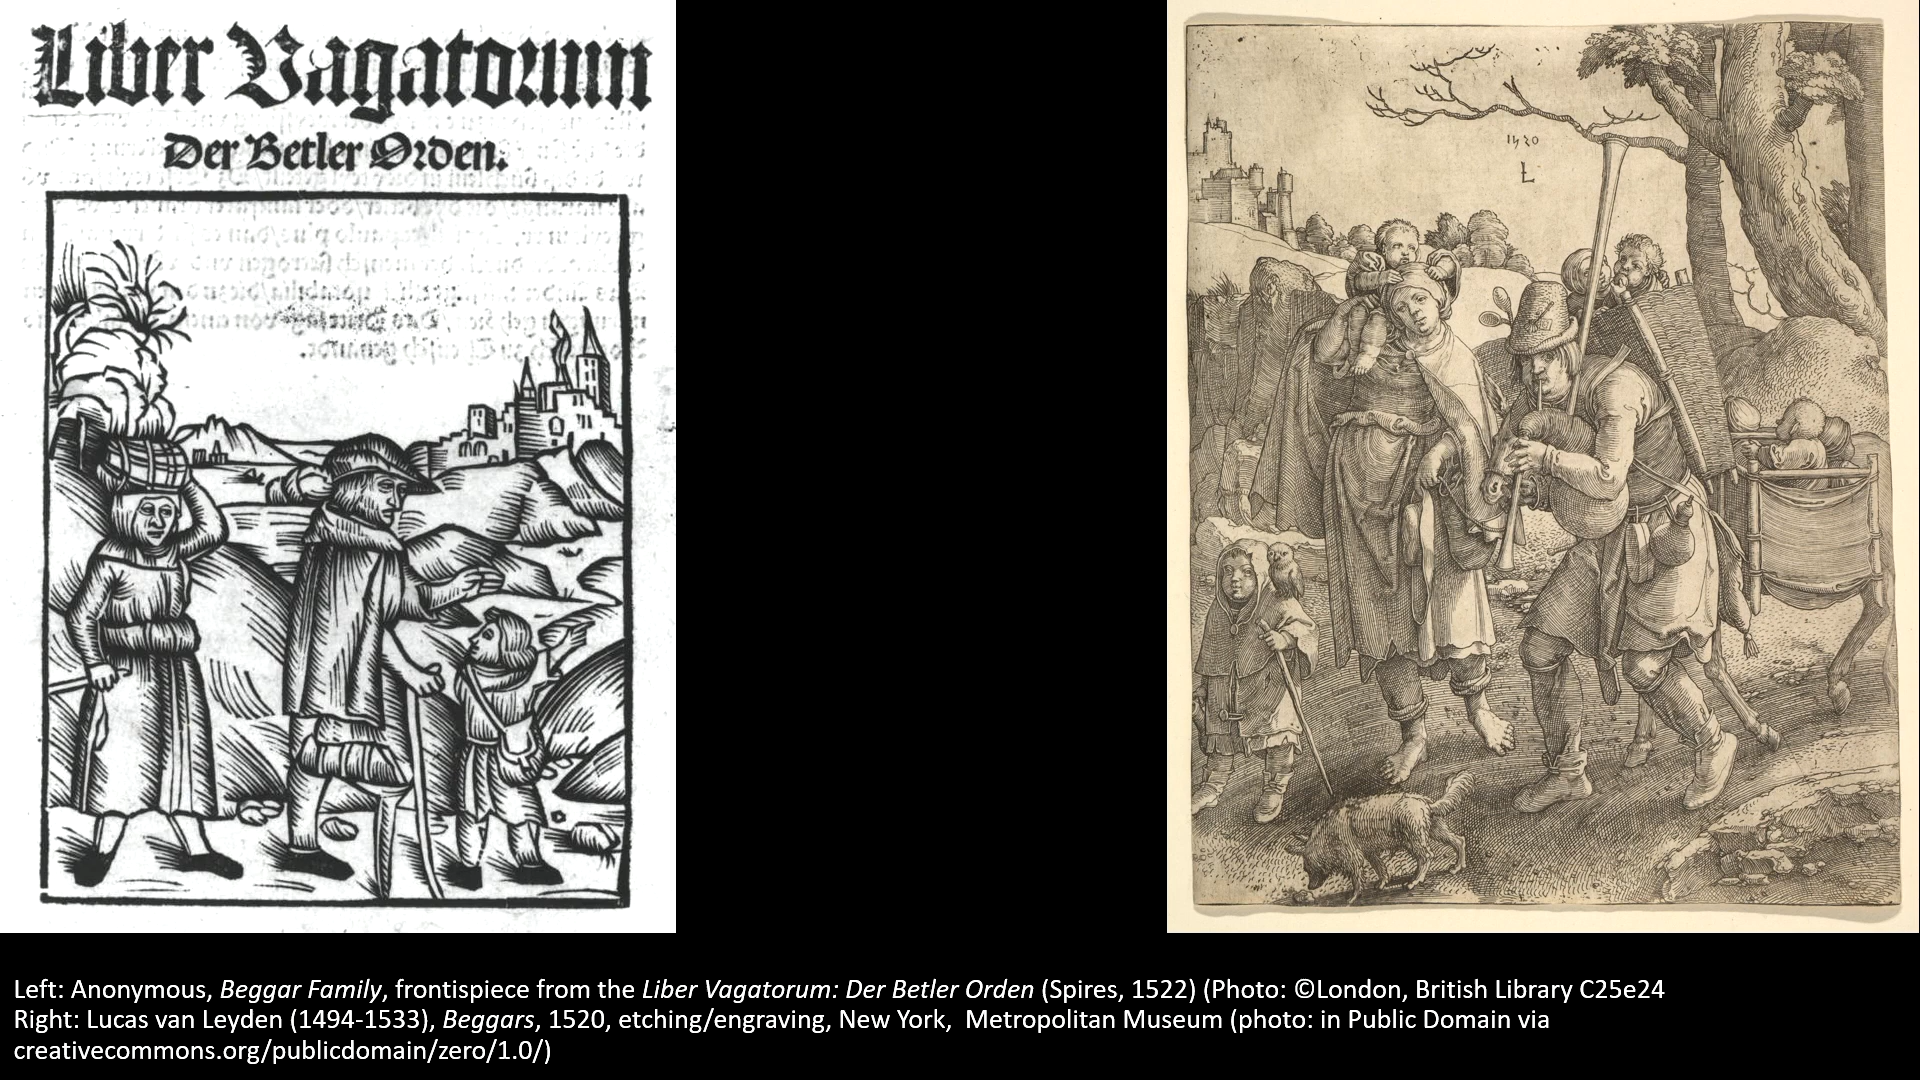 Liber Vagatorum
Der Betler Orden.
1520
L
Left: Anonymous, Beggar Family, frontispiece from the Liber Vagatorum: Der Betler Orden (Spires, 1522) (Photo: ©London, British Library C25e24
Right: Lucas van Leyden (1494-1533), Beggars, 1520, etching/engraving, New York,  Metropolitan Museum (photo: in Public Domain via
creativecommons.org/publicdomain/zero/1.0/)